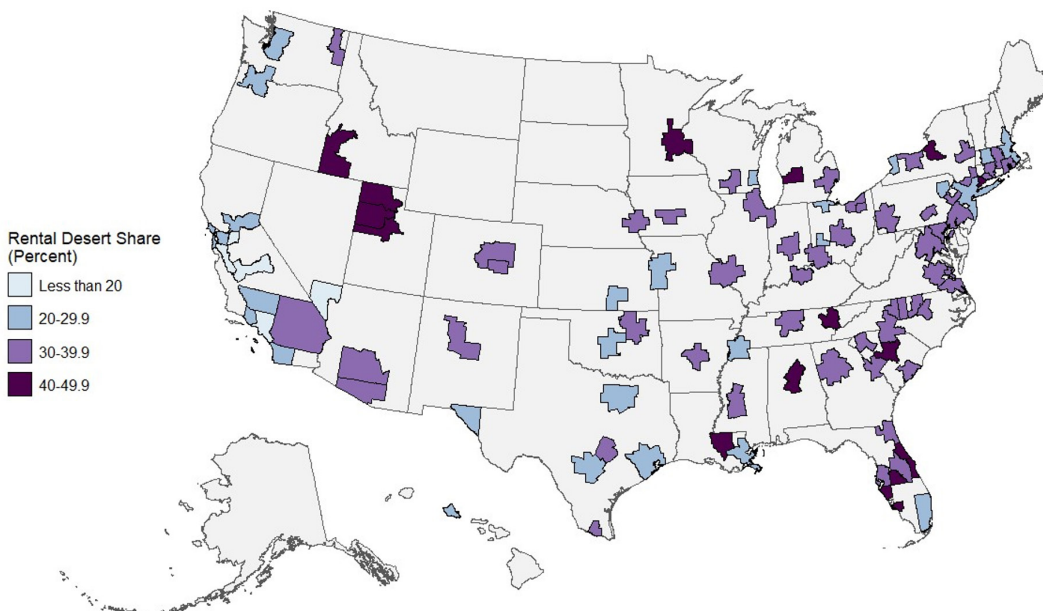 Rental Desert Share
(Percent)
Less than 20
20-29.9
30-39.9
40-49.9